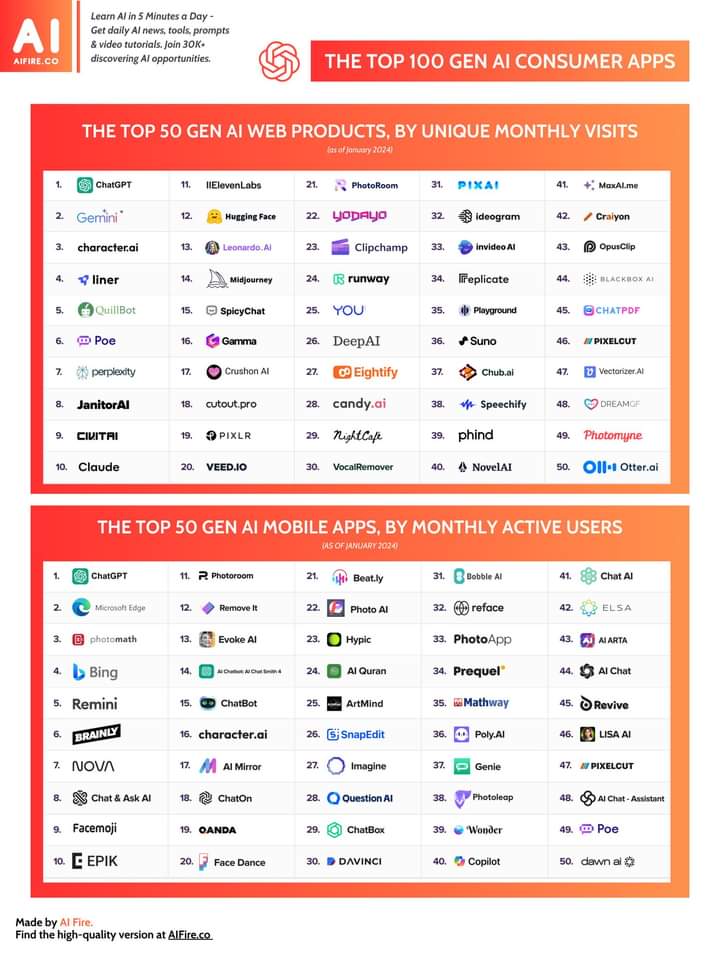 AI
AIFIRE.CO
Learn AI in 5 Minutes a Day -
Get daily AI news, tools, prompts
& video tutorials. Join 30K+
discovering AI opportunities.
THE TOP 100 GEN AI CONSUMER APPS
THE TOP 50 GEN AI WEB PRODUCTS, BY UNIQUE MONTHLY VISITS
(as of January 2024)
1. ChatGPT 11. IIElevenLabs 21. PhotoRoom 31. PIXAI 41. MaxAI.me
2. Gemini 12. Hugging Face 22. YODAYO 32. ideogram 42. Craiyon
3. character.ai 13. Leonardo.Ai 23. Clipchamp 33. invideo AI 43. OpusClip
4. liner 14. Midjourney 24. runway 34. Replicate 44. BLACKBOX AI
5. QuillBot 15. SpicyChat 25. YOU 35. Playground 45. CHATPDF
6. Poe 16. Gamma 26. DeepAI 36. Suno 46. PIXELCUT
7. perplexity 17. Crushon AI 27. Eightify 37. Chub.ai 47. Vectorizer.AI
8. JanitorAI 18. cutout.pro 28. candy.ai 38. Speechify 48. DREAMGF
9. CIVITAI 19. PIXLR 29. NightCafe 39. phind 49. Photomyne
10. Claude 20. VEED.IO 30. VocalRemover 40. NovelAI 50. Otter.ai
THE TOP 50 GEN AI MOBILE APPS, BY MONTHLY ACTIVE USERS
(AS OF JANUARY 2024)
1. ChatGPT 11. Photoroom 21. Beat.ly 31. Bobble AI 41. Chat AI
2. Microsoft Edge 12. Remove It 22. Photo AI 32. reface 42. ELSA
3. photomath 13. Evoke AI 23. Hypic 33. PhotoApp 43. AI ARTA
4. Bing 14. AI Chatbot: AI Chat Smith 4 24. Al Quran 34. Prequel 44. AI Chat
5. Remini 15. ChatBot 25. ArtMind 35. Mathway 45. Revive
6. BRAINLY 16. character.ai 26. SnapEdit 36. Poly.AI 46. LISA AI
7. NOVA 17. AI Mirror 27. Imagine 37. Genie 47. PIXELCUT
8. Chat & Ask AI 18. ChatOn 28. Question AI 38. Photoleap 48. AI Chat - Assistant
9. Facemoji 19. OANDA 29. ChatBox 39. Wonder 49. Poe
10. EPIK 20. Face Dance 30. DAVINCI 40. Copilot 50. dawn ai
Made by AI Fire.
Find the high-quality version at AIFire.co